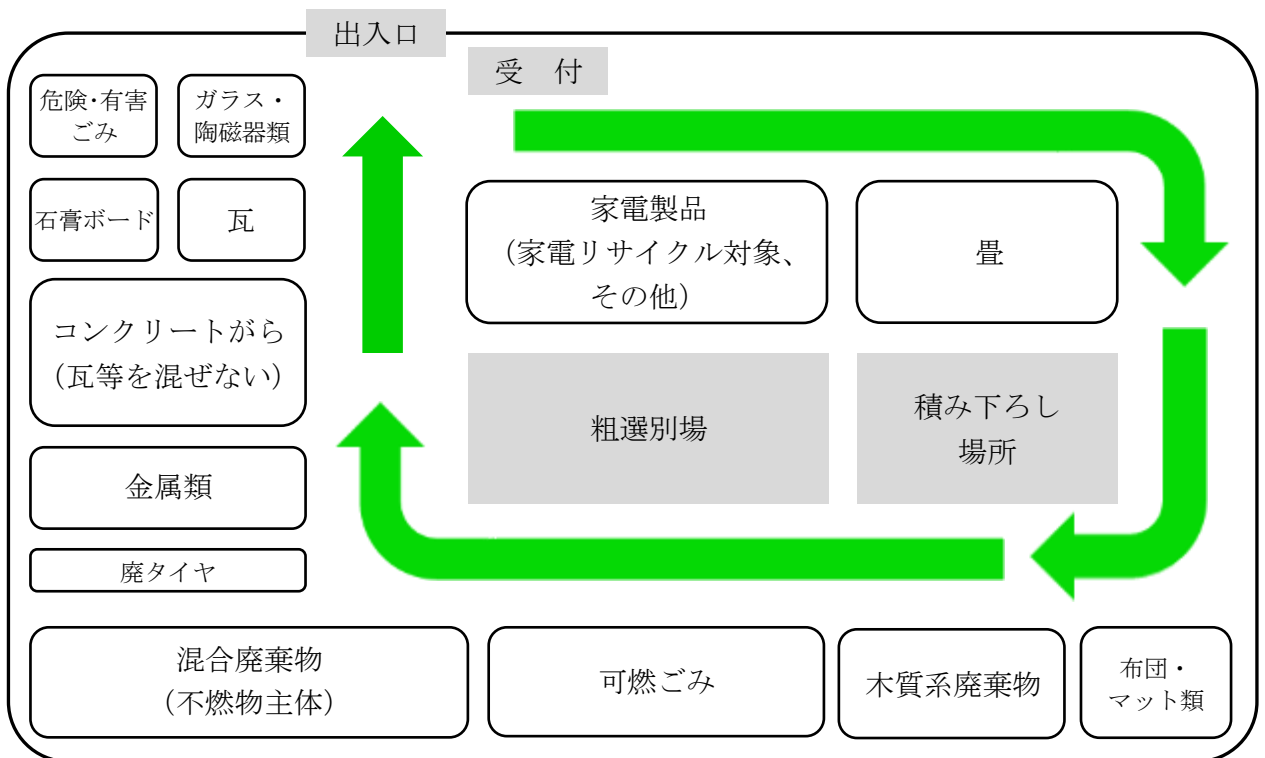 出入口
受　付
危険・有害
ごみ
ガラス・
陶磁器類
石膏ボード
瓦
家電製品
（家電リサイクル対象、
その他）
畳
コンクリートがら
（瓦等を混ぜない）
粗選別場
積み下ろし
場所
金属類
廃タイヤ
混合廃棄物
（不燃物主体）
可燃ごみ
木質系廃棄物
布団・
マット類